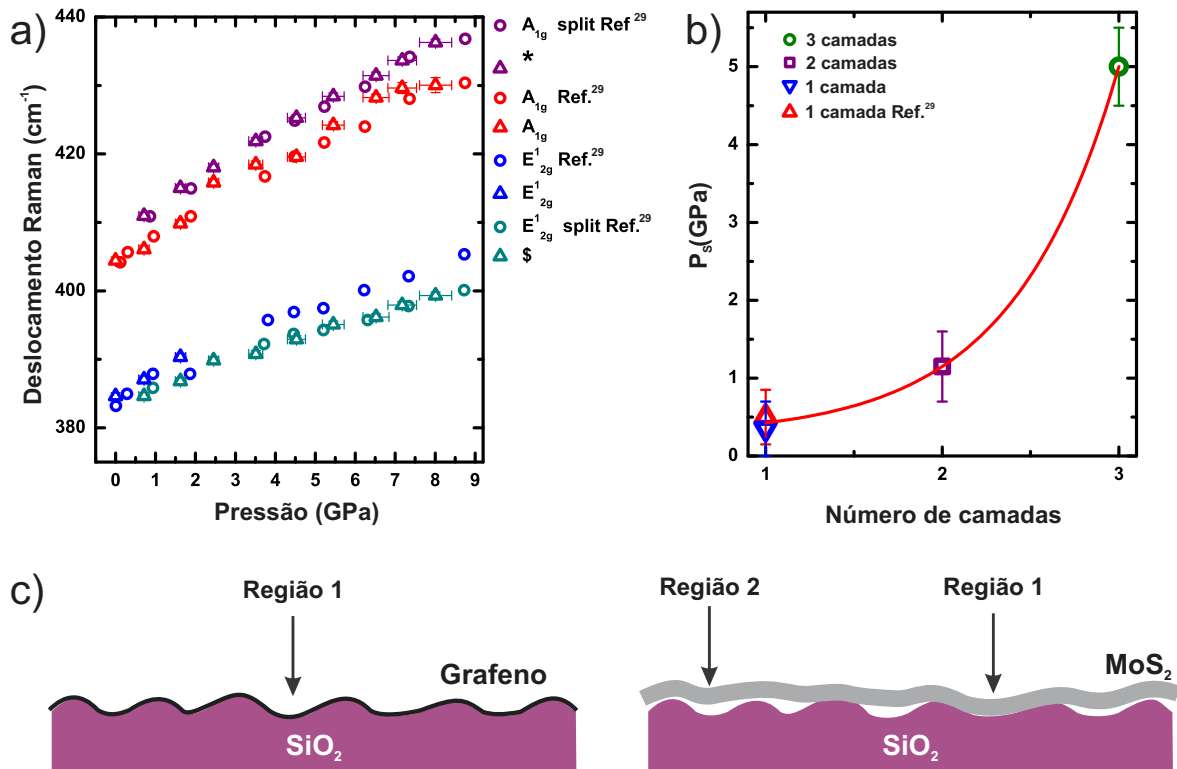 a)
Deslocamento Raman (cm⁻¹)
440
420
400
380
0 1 2 3 4 5 6 7 8 9
Pressão (GPa)
A₁g split Ref²⁹
*
A₁g Ref.²⁹
A₁g
E¹₂g Ref.²⁹
E¹₂g
E¹₂g split Ref.²⁹
$
b)
3 camadas
2 camadas
1 camada
1 camada Ref.²⁹
Pₛ(GPa)
5
4
3
2
1
0
1 2 3
Número de camadas
c)
Região 1
Grafeno
SiO₂
Região 2 Região 1
MoS₂
SiO₂